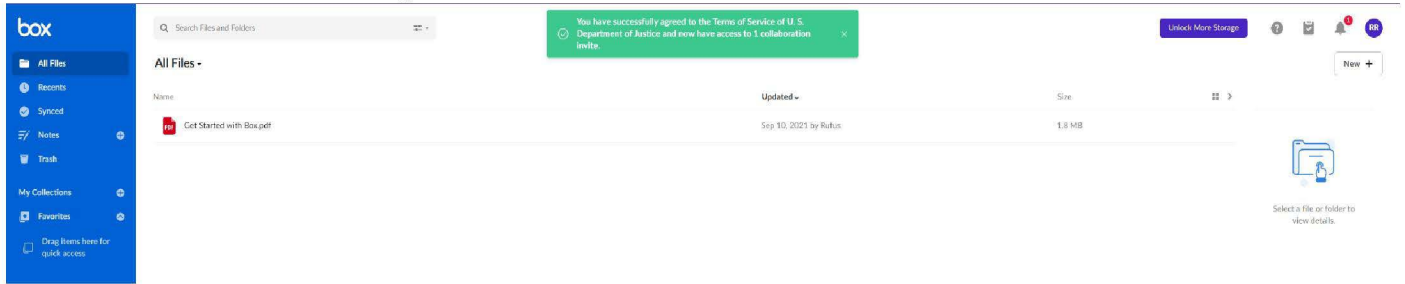 box
Search Files and Folders
You have successfully agreed to the Terms of Service of U. S.
Department of Justice and now have access to 1 collaboration
invite.
Unlock More Storage
1
RR
All Files
All Files
New +
Recents
Name
Updated
Size
Synced
PDF
Get Started with Box.pdf
Sep 10, 2021 by Rufus
1.8 MB
Notes
Trash
My Collections
Favorites
Drag items here for
quick access
Select a file or folder to
view details.